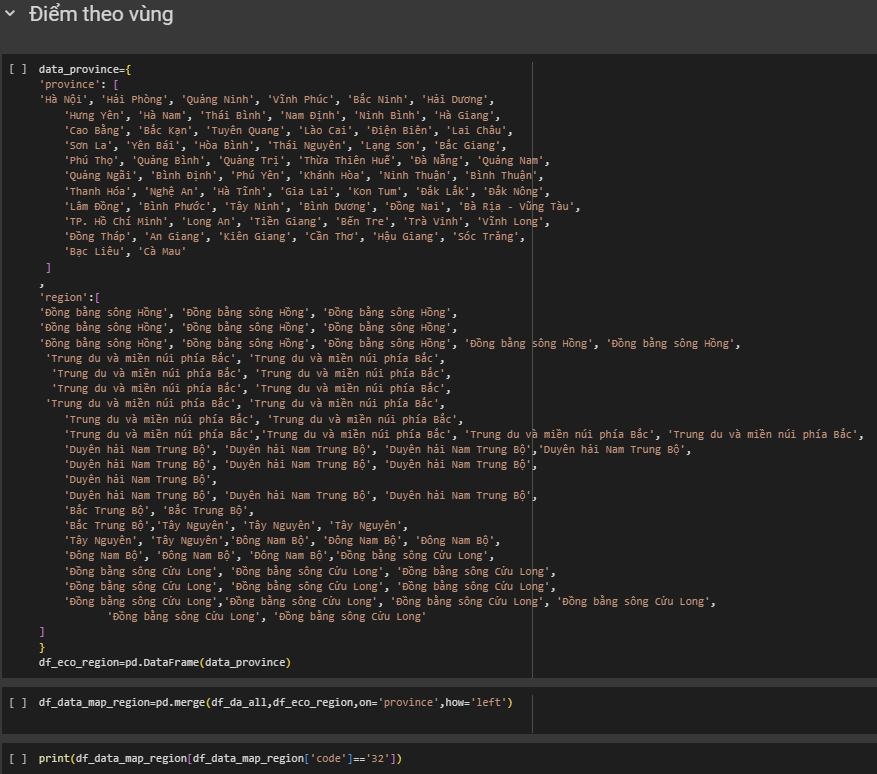 Điểm theo vùng
[ ] data_province={
'province': [
'Hà Nội', 'Hải Phòng', 'Quảng Ninh', 'Vĩnh Phúc', 'Bắc Ninh', 'Hải Dương',
'Hưng Yên', 'Hà Nam', 'Thái Bình', 'Nam Định', 'Ninh Bình', 'Hà Giang',
'Cao Bằng', 'Bắc Kạn', 'Tuyên Quang', 'Lào Cai', 'Điện Biên', 'Lai Châu',
'Sơn La', 'Yên Bái', 'Hòa Bình', 'Thái Nguyên', 'Lạng Sơn', 'Bắc Giang',
'Phú Thọ', 'Quảng Bình', 'Quảng Trị', 'Thừa Thiên Huế', 'Đà Nẵng', 'Quảng Nam',
'Quảng Ngãi', 'Bình Định', 'Phú Yên', 'Khánh Hòa', 'Ninh Thuận', 'Bình Thuận',
'Thanh Hóa', 'Nghệ An', 'Hà Tĩnh', 'Gia Lai', 'Kon Tum', 'Đắk Lắk', 'Đắk Nông',
'Lâm Đồng', 'Bình Phước', 'Tây Ninh', 'Bình Dương', 'Đồng Nai', 'Bà Rịa - Vũng Tàu',
'TP. Hồ Chí Minh', 'Long An', 'Tiền Giang', 'Bến Tre', 'Trà Vinh', 'Vĩnh Long',
'Đồng Tháp', 'An Giang', 'Kiên Giang', 'Cần Thơ', 'Hậu Giang', 'Sóc Trăng',
'Bạc Liêu', 'Cà Mau'
]
,
'region':[
'Đồng bằng sông Hồng', 'Đồng bằng sông Hồng', 'Đồng bằng sông Hồng',
'Đồng bằng sông Hồng', 'Đồng bằng sông Hồng', 'Đồng bằng sông Hồng',
'Đồng bằng sông Hồng', 'Đồng bằng sông Hồng', 'Đồng bằng sông Hồng', 'Đồng bằng sông Hồng', 'Đồng bằng sông Hồng',
'Trung du và miền núi phía Bắc', 'Trung du và miền núi phía Bắc',
'Trung du và miền núi phía Bắc', 'Trung du và miền núi phía Bắc',
'Trung du và miền núi phía Bắc', 'Trung du và miền núi phía Bắc',
'Trung du và miền núi phía Bắc', 'Trung du và miền núi phía Bắc',
'Trung du và miền núi phía Bắc', 'Trung du và miền núi phía Bắc',
'Trung du và miền núi phía Bắc','Trung du và miền núi phía Bắc', 'Trung du và miền núi phía Bắc', 'Trung du và miền núi phía Bắc',
'Duyên hải Nam Trung Bộ', 'Duyên hải Nam Trung Bộ', 'Duyên hải Nam Trung Bộ','Duyên hải Nam Trung Bộ',
'Duyên hải Nam Trung Bộ', 'Duyên hải Nam Trung Bộ', 'Duyên hải Nam Trung Bộ',
'Duyên hải Nam Trung Bộ',
'Duyên hải Nam Trung Bộ', 'Duyên hải Nam Trung Bộ', 'Duyên hải Nam Trung Bộ',
'Bắc Trung Bộ', 'Bắc Trung Bộ',
'Bắc Trung Bộ','Tây Nguyên', 'Tây Nguyên', 'Tây Nguyên',
'Tây Nguyên', 'Tây Nguyên','Đông Nam Bộ', 'Đông Nam Bộ', 'Đông Nam Bộ',
'Đông Nam Bộ', 'Đông Nam Bộ', 'Đông Nam Bộ','Đồng bằng sông Cửu Long',
'Đồng bằng sông Cửu Long', 'Đồng bằng sông Cửu Long', 'Đồng bằng sông Cửu Long',
'Đồng bằng sông Cửu Long', 'Đồng bằng sông Cửu Long', 'Đồng bằng sông Cửu Long',
'Đồng bằng sông Cửu Long','Đồng bằng sông Cửu Long', 'Đồng bằng sông Cửu Long', 'Đồng bằng sông Cửu Long',
'Đồng bằng sông Cửu Long', 'Đồng bằng sông Cửu Long'
]
}
df_eco_region=pd.DataFrame(data_province)
[ ] df_data_map_region=pd.merge(df_da_all,df_eco_region,on='province',how='left')
[ ] print(df_data_map_region[df_data_map_region['code']=='32'])